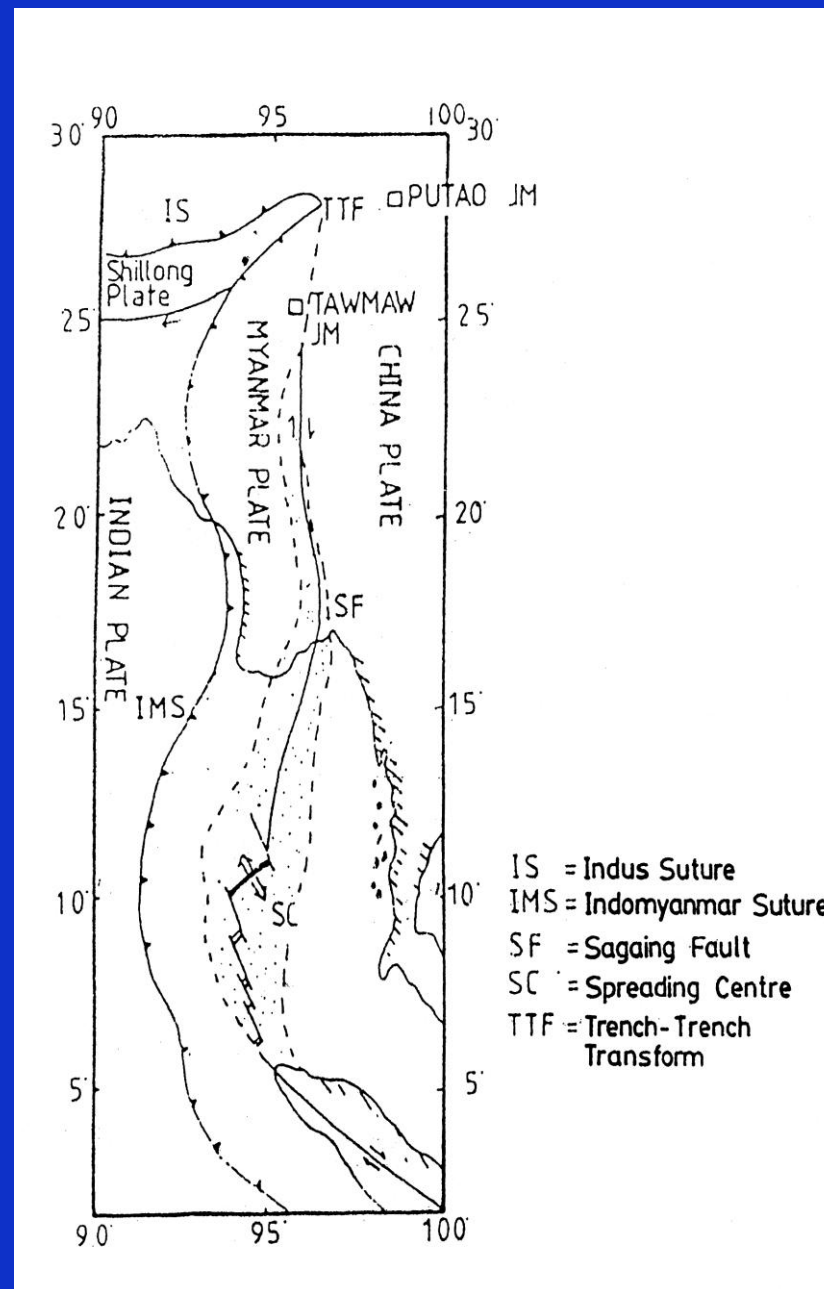 90 95 100
30° 30°
IS
TTF
PUTAO JM
Shillong
Plate
TAWMAW
JM
25° 25°
MYANMAR PLATE
CHINA PLATE
20° 20°
INDIAN PLATE
SF
IMS
15° 15°
10° 10°
SC
5° 5°
90° 95° 100°
IS = Indus Suture
IMS = Indomyanmar Suture
SF = Sagaing Fault
SC = Spreading Centre
TTF = Trench-Trench
Transform